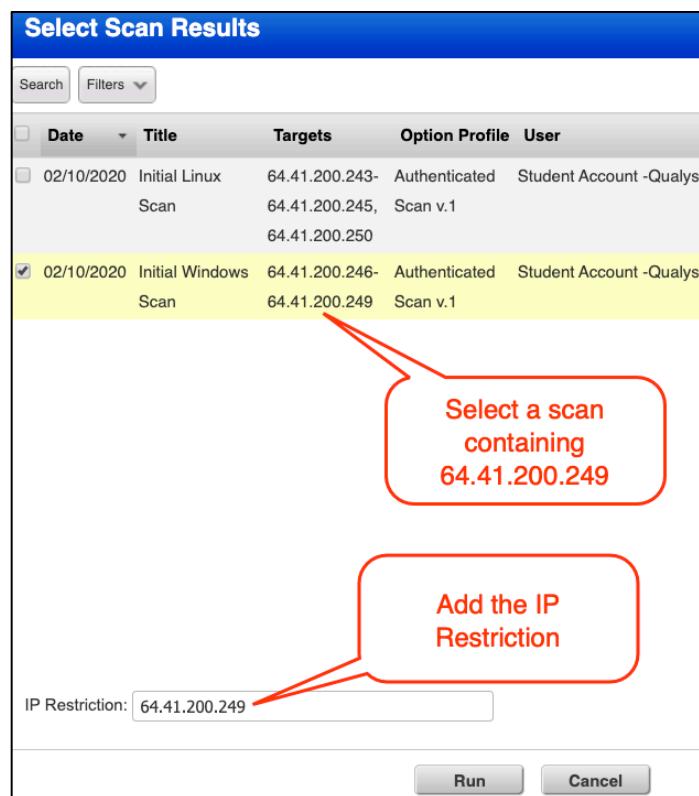 Select Scan Results
Search Filters
Date Title Targets Option Profile User
02/10/2020 Initial Linux 64.41.200.243- Authenticated Student Account -Qualys
Scan 64.41.200.245, Scan v.1
64.41.200.250
02/10/2020 Initial Windows 64.41.200.246- Authenticated Student Account -Qualys
Scan 64.41.200.249 Scan v.1
Select a scan
containing
64.41.200.249
Add the IP
Restriction
IP Restriction: 64.41.200.249
Run Cancel